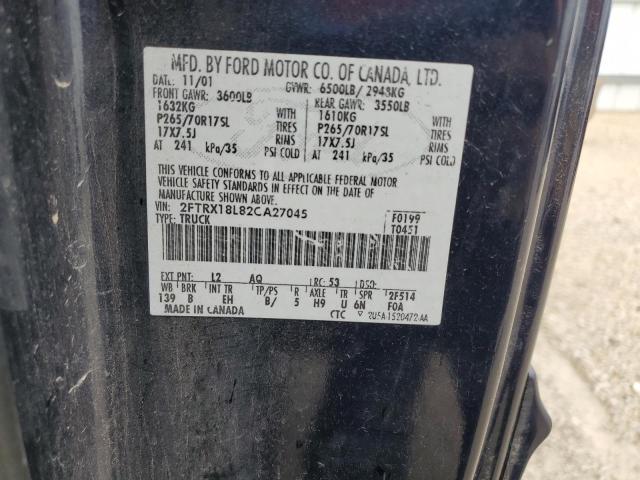 MFD. BY FORD MOTOR CO. OF CANADA, LTD.
DATE: 11/01 GVWR: 6500LB/ 2948KG
FRONT GAWR: 3600LB REAR GAWR: 3550LB
1632KG WITH 1610KG WITH
P265/70R17SL TIRES P265/70R17SL TIRES
17X7.5J RIMS 17X7.5J RIMS
AT 241 kPa/35 PSI COLD AT 241 kPa/35 PSI COLD
THIS VEHICLE CONFORMS TO ALL APPLICABLE FEDERAL MOTOR
VEHICLE SAFETY STANDARDS IN EFFECT ON THE DATE OF
MANUFACTURE SHOWN ABOVE.
VIN: 2FTRX18L82CA27045 F0199
TYPE: TRUCK T0451
EXT PNT: L2 AQ RC: 53 DSO:
WB BRK INT TR TP/PS R AXLE TR SPR 2F514
139 B EH B/ 5 H9 U 6N F0A
MADE IN CANADA CTC 2U5A-1520472-AA